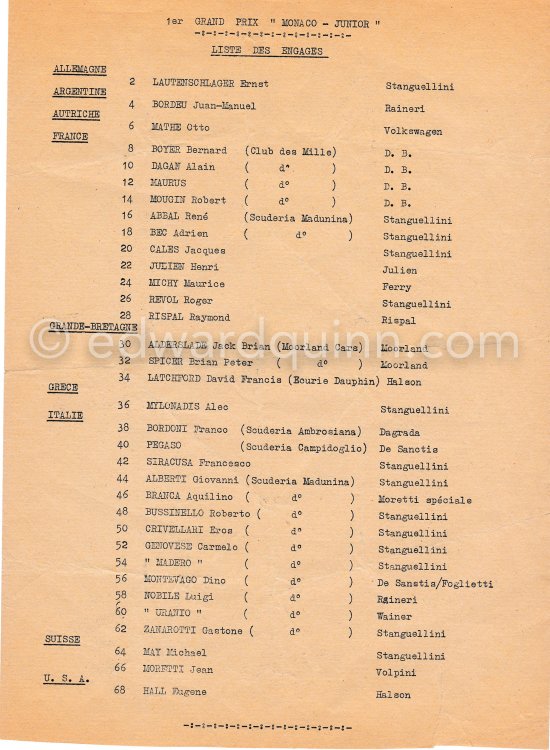 1er GRAND PRIX " MONACO - JUNIOR "
-:-:-:-:-:-:-:-:-:-:-:-:-:-
LISTE DES ENGAGES
ALLEMAGNE
2 LAUTENSCHLAGER Ernst Stanguellini
ARGENTINE
4 BORDEU Juan-Manuel Raineri
AUTRICHE
6 MATHE Otto Volkswagen
FRANCE
8 BOYER Bernard (Club des Mille) D. B.
10 DAGAN Alain ( d° ) D. B.
12 MAURUS ( d° ) D. B.
14 MOUGIN Robert ( d° ) D. B.
16 ABBAL René (Scuderia Madunina) Stanguellini
18 BEC Adrien ( d° ) Stanguellini
20 CALES Jacques Stanguellini
22 JULIEN Henri Julien
24 MICHY Maurice Ferry
26 REVOL Roger Stanguellini
28 RISPAL Raymond Rispal
GRANDE-BRETAGNE
© edwardquinn.com
30 ALDERSLADE Jack Brian (Moorland Cars) Moorland
32 SPICER Brian Peter ( d° ) Moorland
34 LATCHFORD David Francis (Ecurie Dauphin) Halson
GRECE
36 MYLONADIS Alec Stanguellini
ITALIE
38 BORDONI Franco (Scuderia Ambrosiana) Dagrada
40 PEGASO (Scuderia Campidoglio) De Sanctis
42 SIRACUSA Francesco Stanguellini
44 ALBERTI Giovanni (Scuderia Madunina) Stanguellini
46 BRANCA Aquilino ( d° ) Moretti spéciale
48 BUSSINELLO Roberto ( d° ) Stanguellini
50 CRIVELLARI Eros ( d° ) Stanguellini
52 GENOVESE Carmelo ( d° ) Stanguellini
54 " MADERO " ( d° ) Stanguellini
56 MONTEVAGO Dino ( d° ) De Sanctis/Foglietti
58 NOBILE Luigi ( d° ) Raineri
60 " URANIO " ( d° ) Wainer
62 ZANAROTTI Gastone ( d° ) Stanguellini
SUISSE
64 MAY Michael Stanguellini
66 MORETTI Jean Volpini
U. S. A.
68 HALL Eugene Halson
-:-:-:-:-:-:-:-:-:-:-:-:-:-